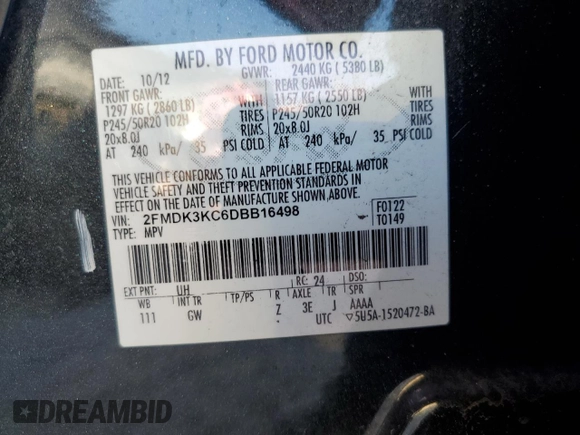 MFD. BY FORD MOTOR CO.
DATE: 10/12 GVWR: 2440 KG ( 5380 LB)
FRONT GAWR: REAR GAWR:
1297 KG ( 2860 LB) WITH 1157 KG ( 2550 LB) WITH
P245/50R20 102H TIRES P245/50R20 102H TIRES
20x8.0J RIMS 20x8.0J RIMS
AT 240 kPa/ 35 PSI COLD AT 240 kPa/ 35 PSI COLD
THIS VEHICLE CONFORMS TO ALL APPLICABLE FEDERAL MOTOR
VEHICLE SAFETY AND THEFT PREVENTION STANDARDS IN
EFFECT ON THE DATE OF MANUFACTURE SHOWN ABOVE.
VIN: 2FMDK3KC6DBB16498 F0122
TYPE: MPV T0149
EXT PNT: UH RC: 24 DSO:
WB INT TR TP/PS R AXLE TR SPR
111 GW Z 3E J AAAA
UTC ▽5U5A-1520472-BA
DREAMBID